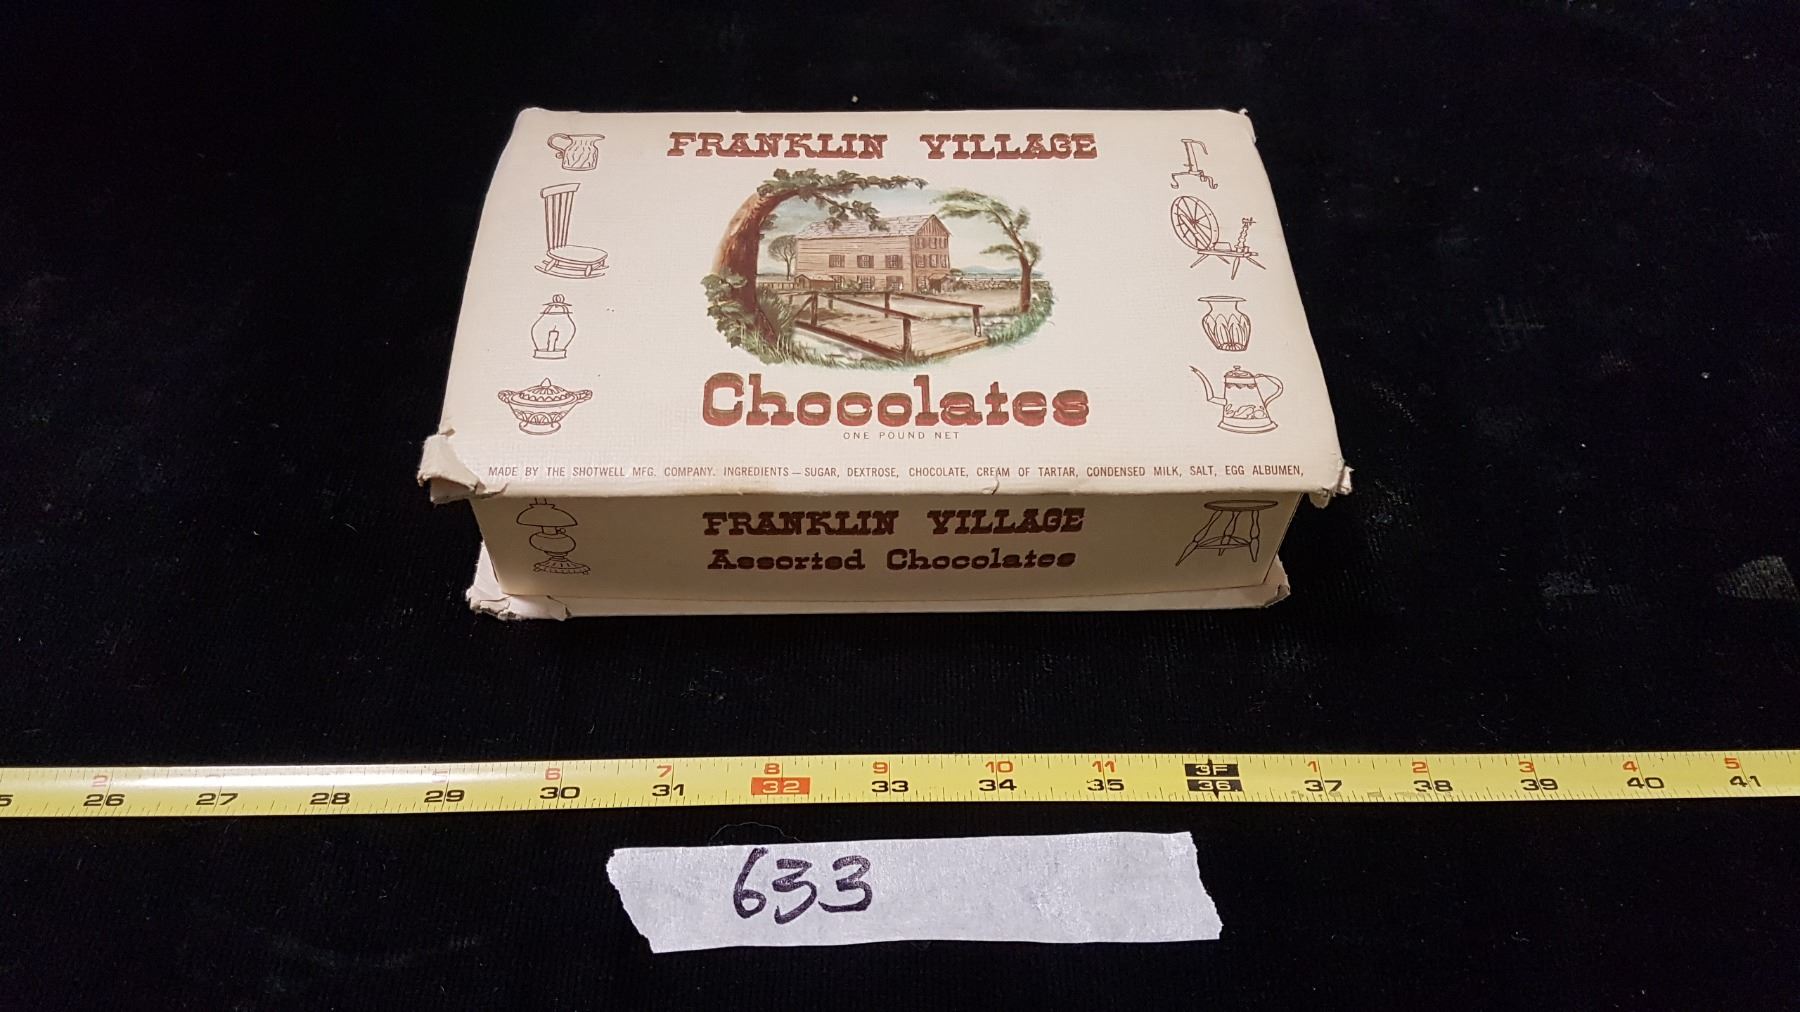 FRANKLIN VILLAGE
Chocolates
ONE POUND NET
MADE BY THE SHOTWELL MFG. COMPANY. INGREDIENTS — SUGAR, DEXTROSE, CHOCOLATE, CREAM OF TARTAR, CONDENSED MILK, SALT, EGG ALBUMEN,
FRANKLIN VILLAGE
Assorted Chocolates
2 5 6 7 8 9 10 11 3F 1 2 3 4 5
5 26 27 28 29 30 31 32 33 34 35 36 37 38 39 40 41
633